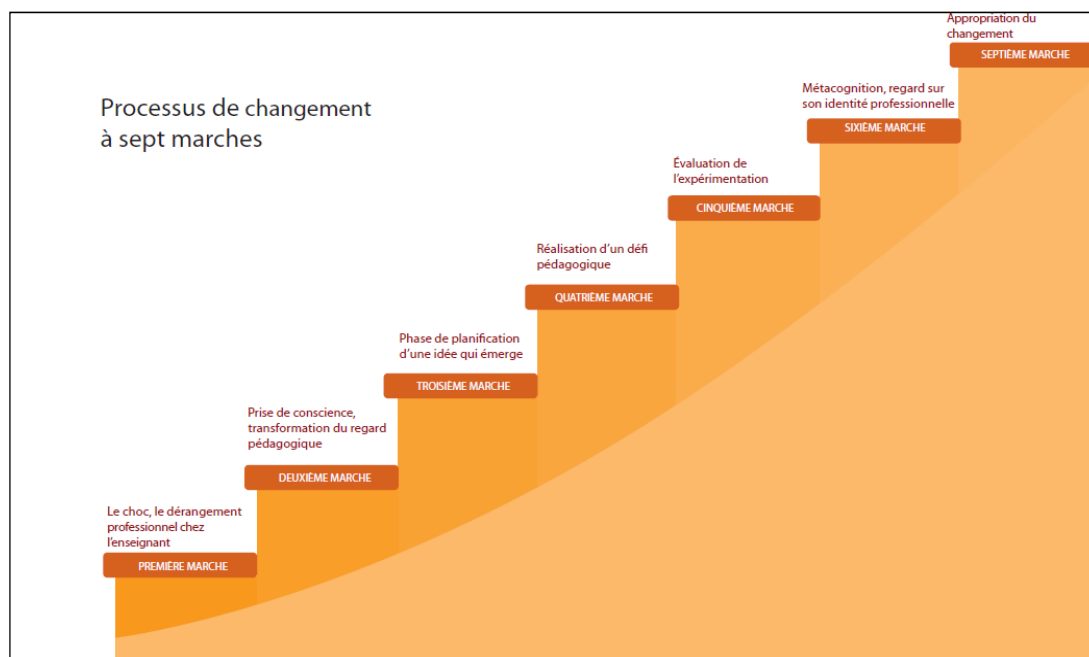 Processus de changement
à sept marches
Le choc, le dérangement
professionnel chez
l'enseignant
PREMIÈRE MARCHE
Prise de conscience,
transformation du regard
pédagogique
DEUXIÈME MARCHE
Phase de planification
d'une idée qui émerge
TROISIÈME MARCHE
Réalisation d'un défi
pédagogique
QUATRIÈME MARCHE
Évaluation de
l'expérimentation
CINQUIÈME MARCHE
Métacognition, regard sur
son identité professionnelle
SIXIÈME MARCHE
Appropriation du
changement
SEPTIÈME MARCHE